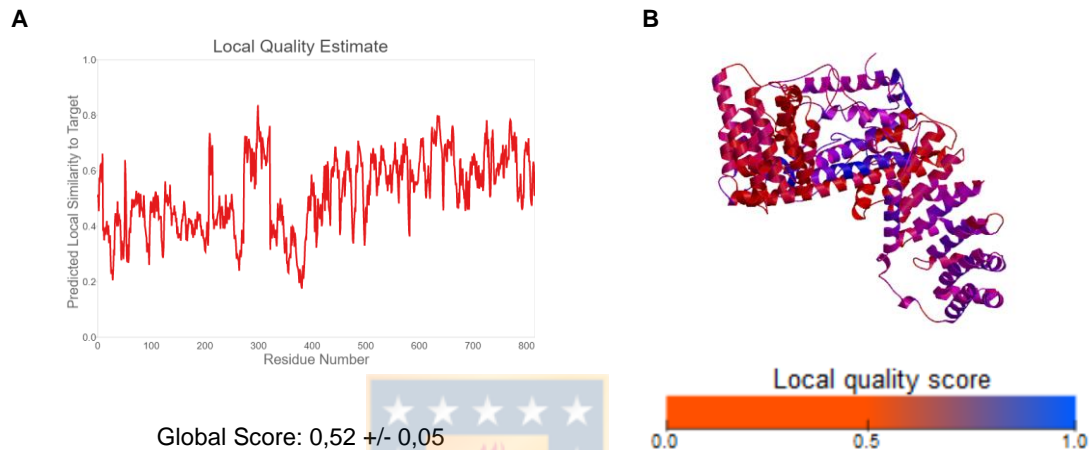 A
B
Local Quality Estimate
Predicted Local Similarity to Target
1.0
0.8
0.6
0.4
0.2
0.0
0 100 200 300 400 500 600 700 800
Residue Number
Global Score: 0,52 +/- 0,05
Local quality score
0.0 0.5 1.0